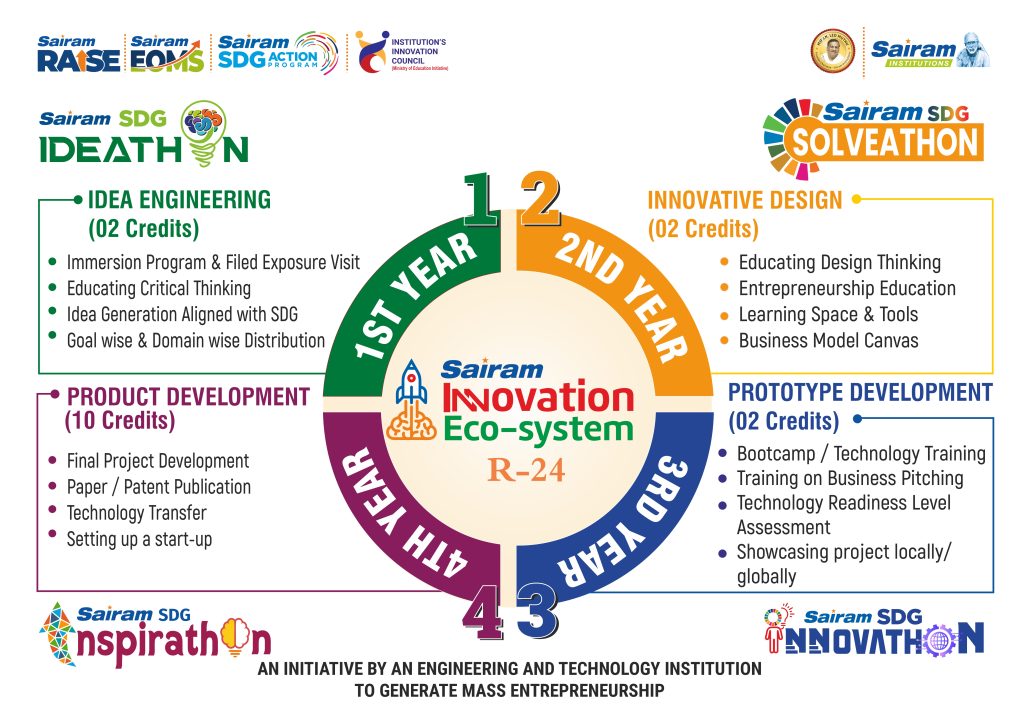 Sairam
RAISE
Sairam
EOMS
Sairam
SDG ACTION
PROGRAM
INSTITUTION'S
INNOVATION
COUNCIL
(Ministry of Education Initiative)
Sairam
INSTITUTIONS
Sairam SDG
IDEATHON
Sairam SDG
SOLVEATHON
IDEA ENGINEERING
(02 Credits)
Immersion Program & Filed Exposure Visit
Educating Critical Thinking
Idea Generation Aligned with SDG
Goal wise & Domain wise Distribution
1
1ST YEAR
2
2ND YEAR
INNOVATIVE DESIGN
(02 Credits)
Educating Design Thinking
Entrepreneurship Education
Learning Space & Tools
Business Model Canvas
Sairam
Innovation
Eco-system
R-24
PRODUCT DEVELOPMENT
(10 Credits)
Final Project Development
Paper / Patent Publication
Technology Transfer
Setting up a start-up
4TH YEAR
4
3RD YEAR
3
PROTOTYPE DEVELOPMENT
(02 Credits)
Bootcamp / Technology Training
Training on Business Pitching
Technology Readiness Level
Assessment
Showcasing project locally/
globally
Sairam SDG
Inspirathon
Sairam SDG
INNOVATHON
AN INITIATIVE BY AN ENGINEERING AND TECHNOLOGY INSTITUTION
TO GENERATE MASS ENTREPRENEURSHIP